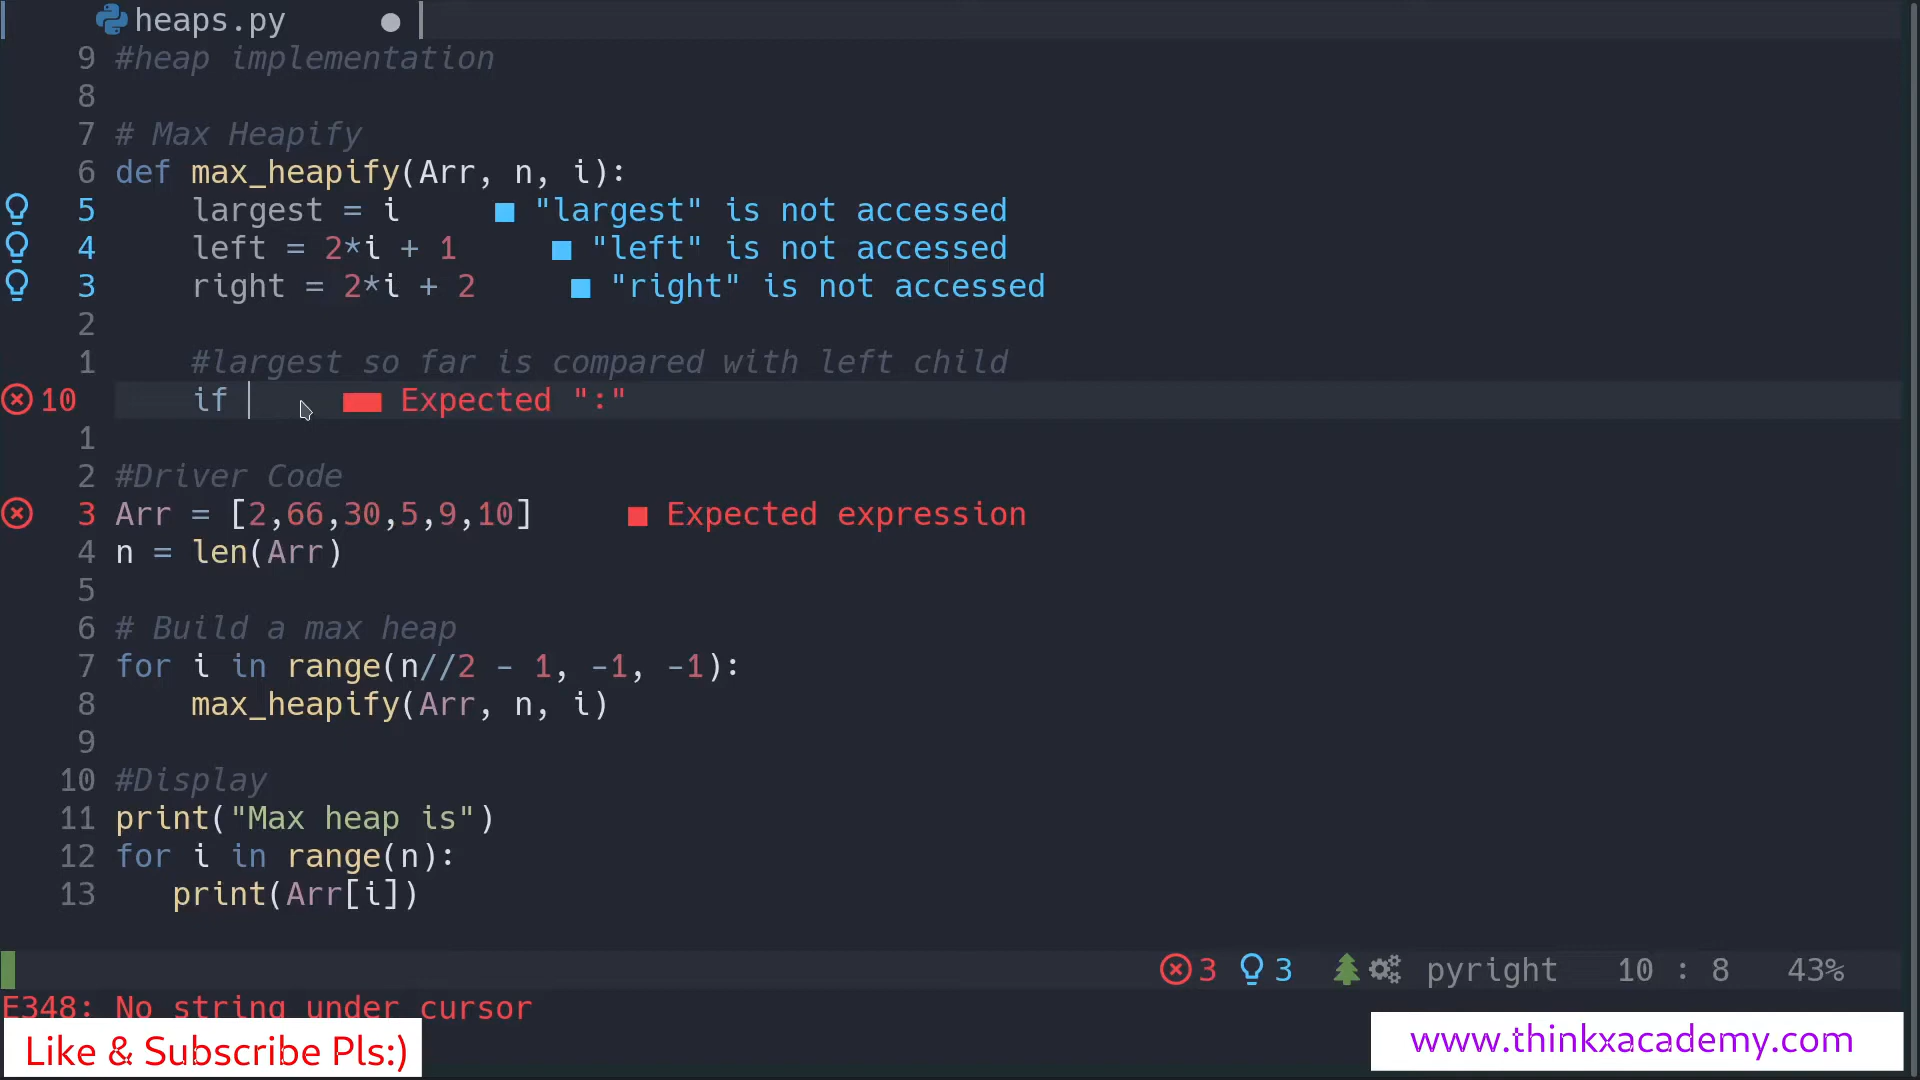 heaps.py
9 #heap implementation
8
7 # Max Heapify
6 def max_heapify(Arr, n, i):
5 largest = i ■ "largest" is not accessed
4 left = 2*i + 1 ■ "left" is not accessed
3 right = 2*i + 2 ■ "right" is not accessed
2
1 #largest so far is compared with left child
10 if Expected ":"
1
2 #Driver Code
3 Arr = [2,66,30,5,9,10] ■ Expected expression
4 n = len(Arr)
5
6 # Build a max heap
7 for i in range(n//2 - 1, -1, -1):
8 max_heapify(Arr, n, i)
9
10 #Display
11 print("Max heap is")
12 for i in range(n):
13 print(Arr[i])
3 3 pyright 10 : 8 43%
E348: No string under cursor
Like & Subscribe Pls:)
www.thinkxacademy.com